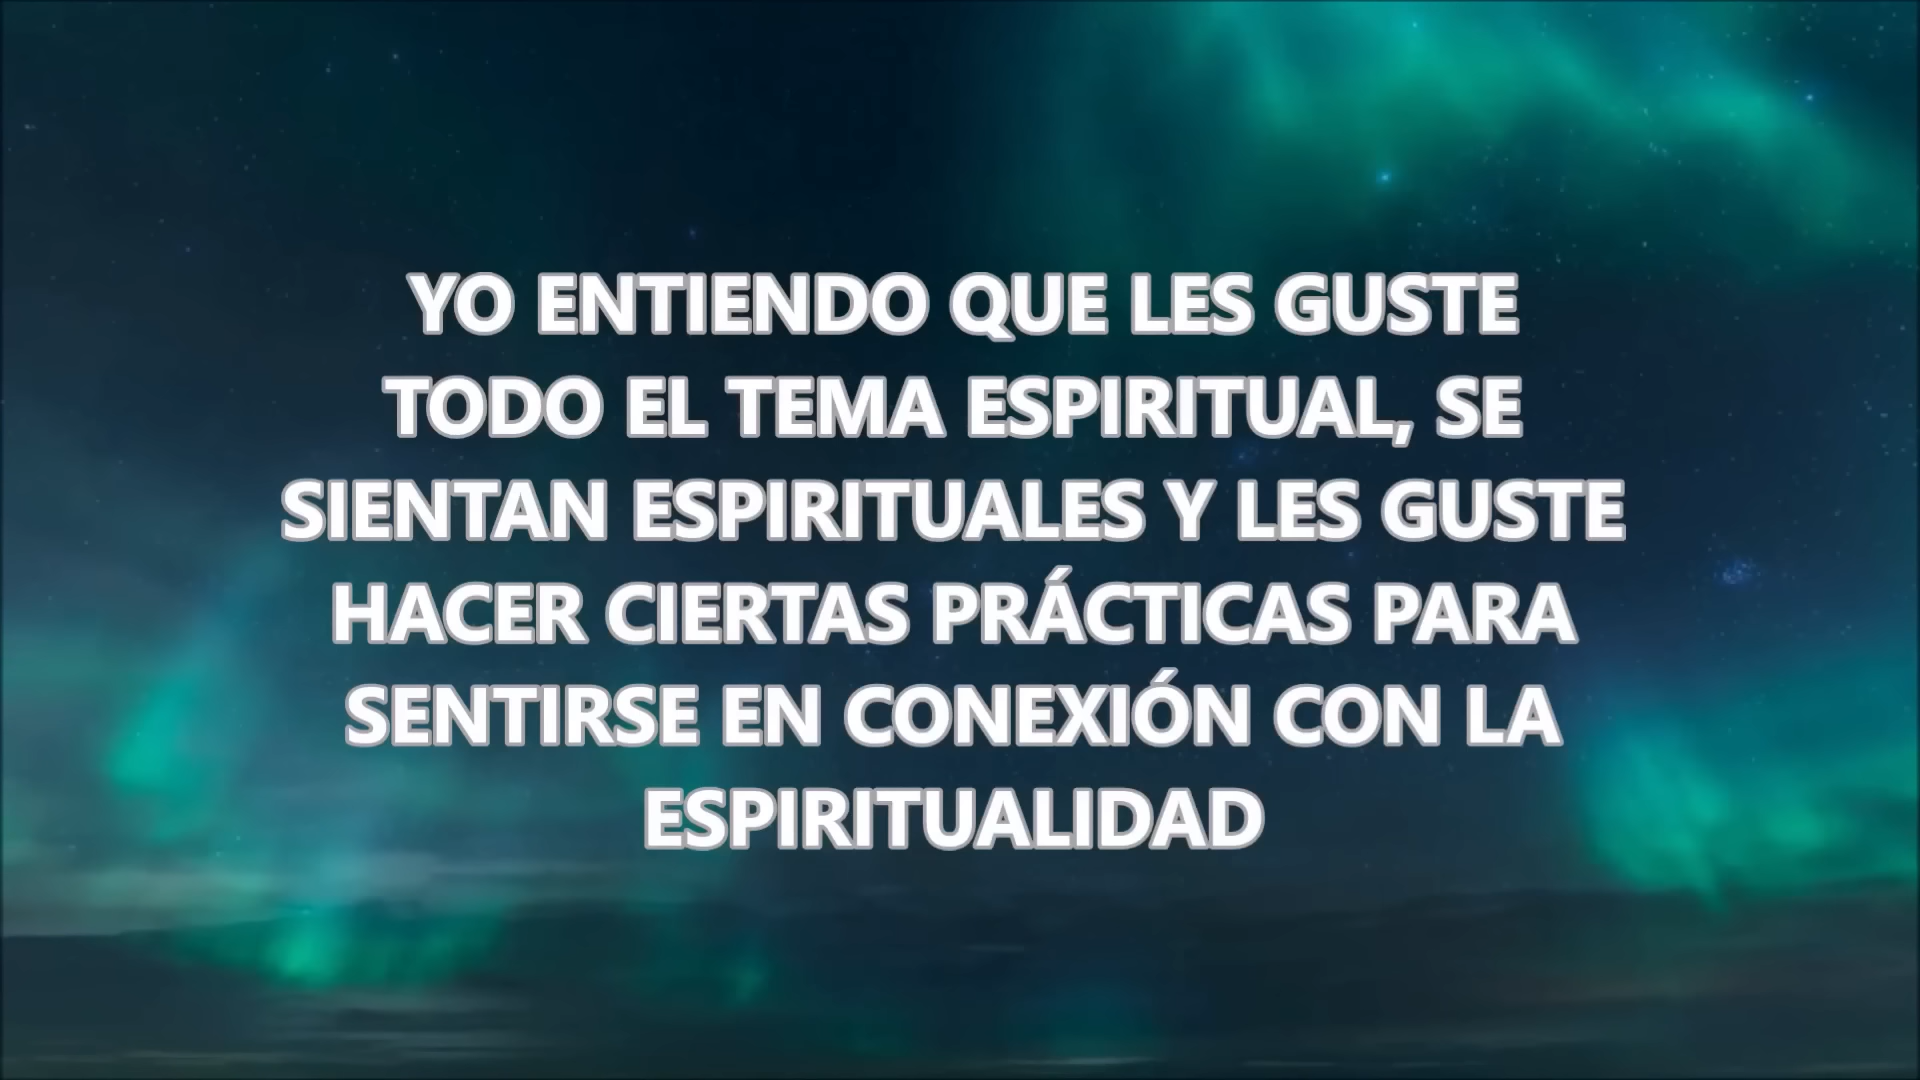 YO ENTIENDO QUE LES GUSTE
TODO EL TEMA ESPIRITUAL, SE
SIENTAN ESPIRITUALES Y LES GUSTE
HACER CIERTAS PRÁCTICAS PARA
SENTIRSE EN CONEXIÓN CON LA
ESPIRITUALIDAD